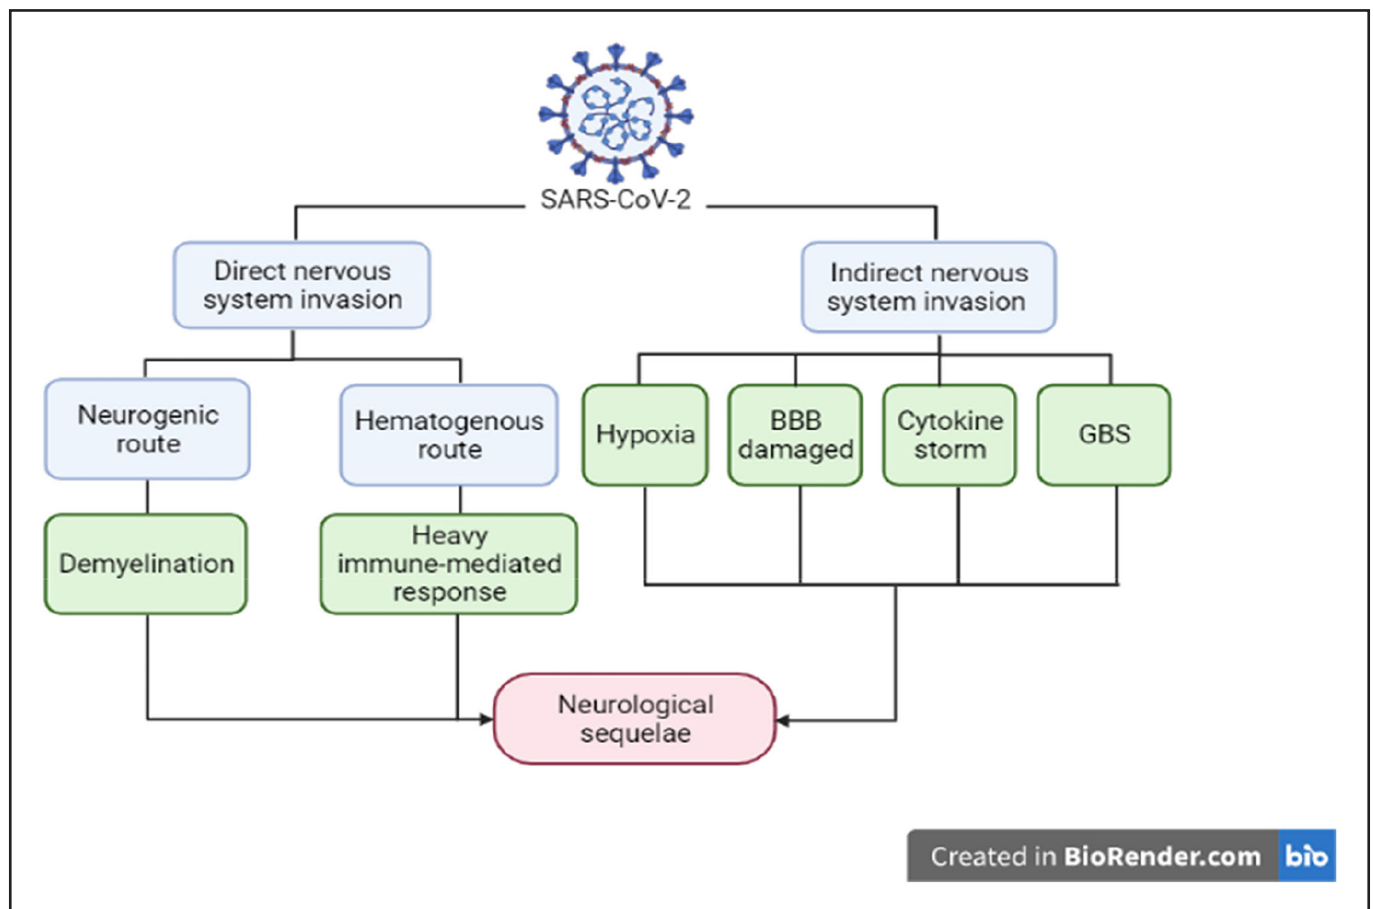 SARS-CoV-2
Direct nervous
system invasion
Indirect nervous
system invasion
Neurogenic
route
Hematogenous
route
Hypoxia
BBB
damaged
Cytokine
storm
GBS
Demyelination
Heavy
immune-mediated
response
Neurological
sequelae
Created in BioRender.com bio